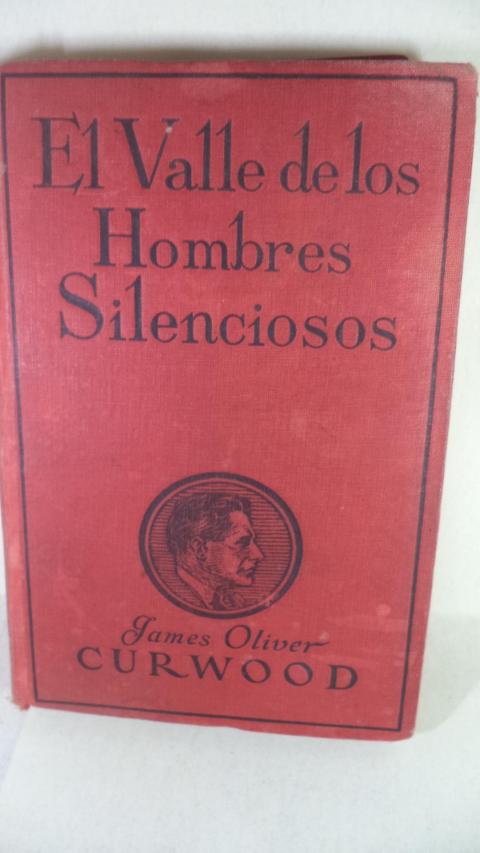 El Valle de los
Hombres
Silenciosos
James Oliver
CURWOOD